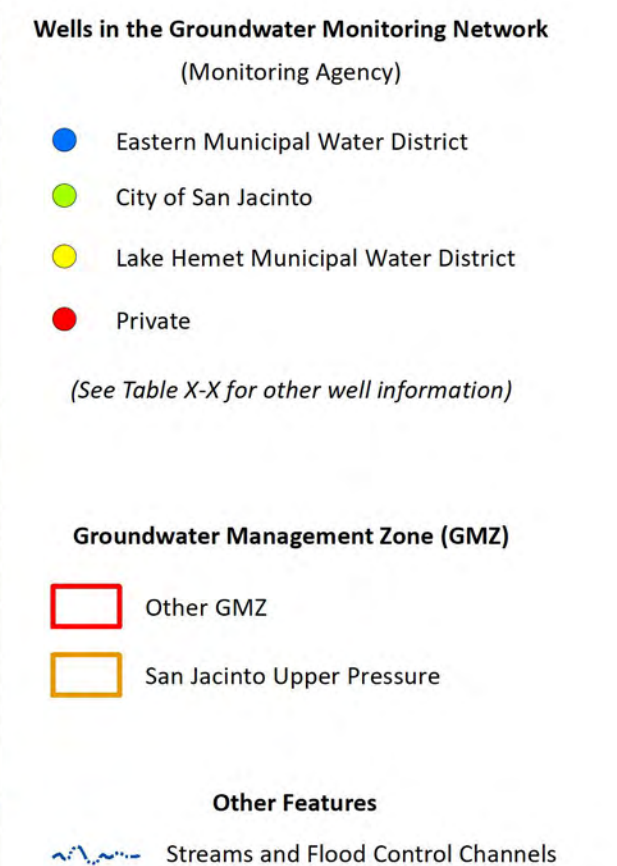 Wells in the Groundwater Monitoring Network
(Monitoring Agency)
Eastern Municipal Water District
City of San Jacinto
Lake Hemet Municipal Water District
Private
(See Table X-X for other well information)
Groundwater Management Zone (GMZ)
Other GMZ
San Jacinto Upper Pressure
Other Features
Streams and Flood Control Channels